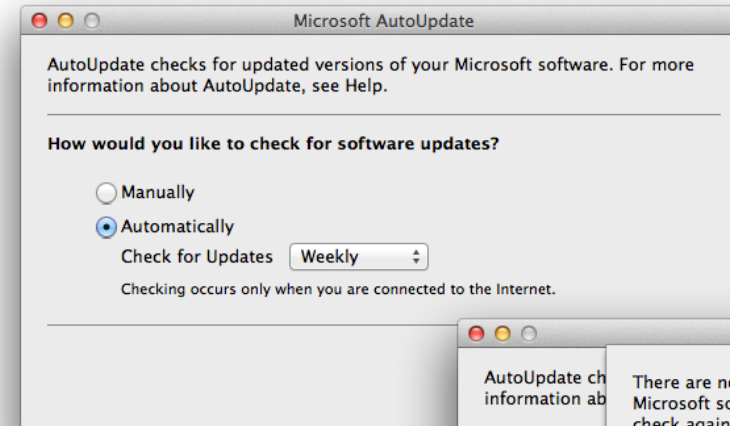 Microsoft AutoUpdate
AutoUpdate checks for updated versions of your Microsoft software. For more
information about AutoUpdate, see Help.
How would you like to check for software updates?
Manually
Automatically
Check for Updates Weekly
Checking occurs only when you are connected to the Internet.
AutoUpdate
information
There are
Microsoft
check again